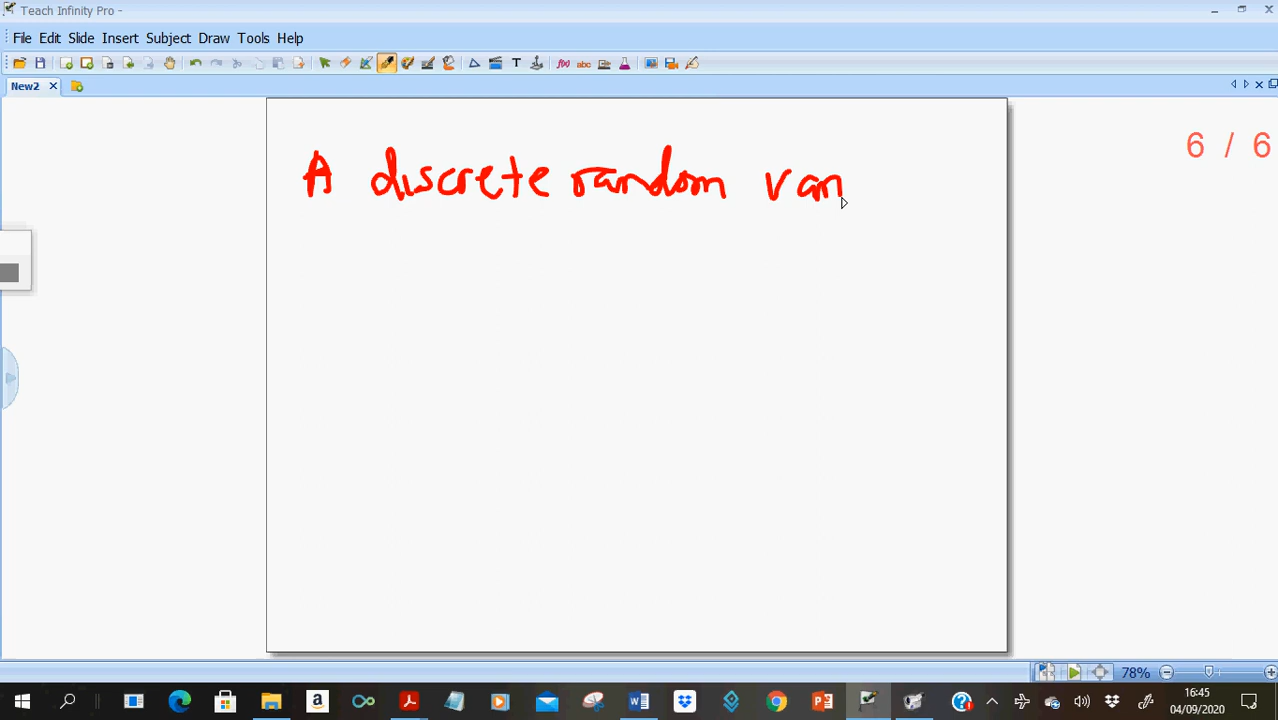 Teach Infinity Pro -
File Edit Slide Insert Subject Draw Tools Help
New2
6 / 6
A discrete random van
78%
16:45
04/09/2020